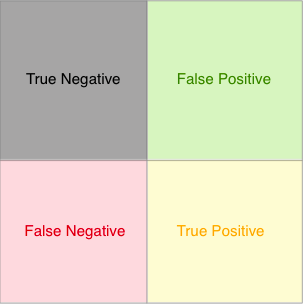 True Negative
False Positive
False Negative
True Positive